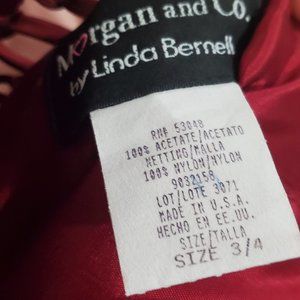 Morgan and Co.
by Linda Bernell
RN# 53048
100% ACETATE/ACETATO
NETTING/MALLA
100% NYLON/NYLON
9032158
LOT/LOTE 3071
MADE IN U.S.A.
HECHO EN EE.UU.
SIZE/TALLA
SIZE 3/4